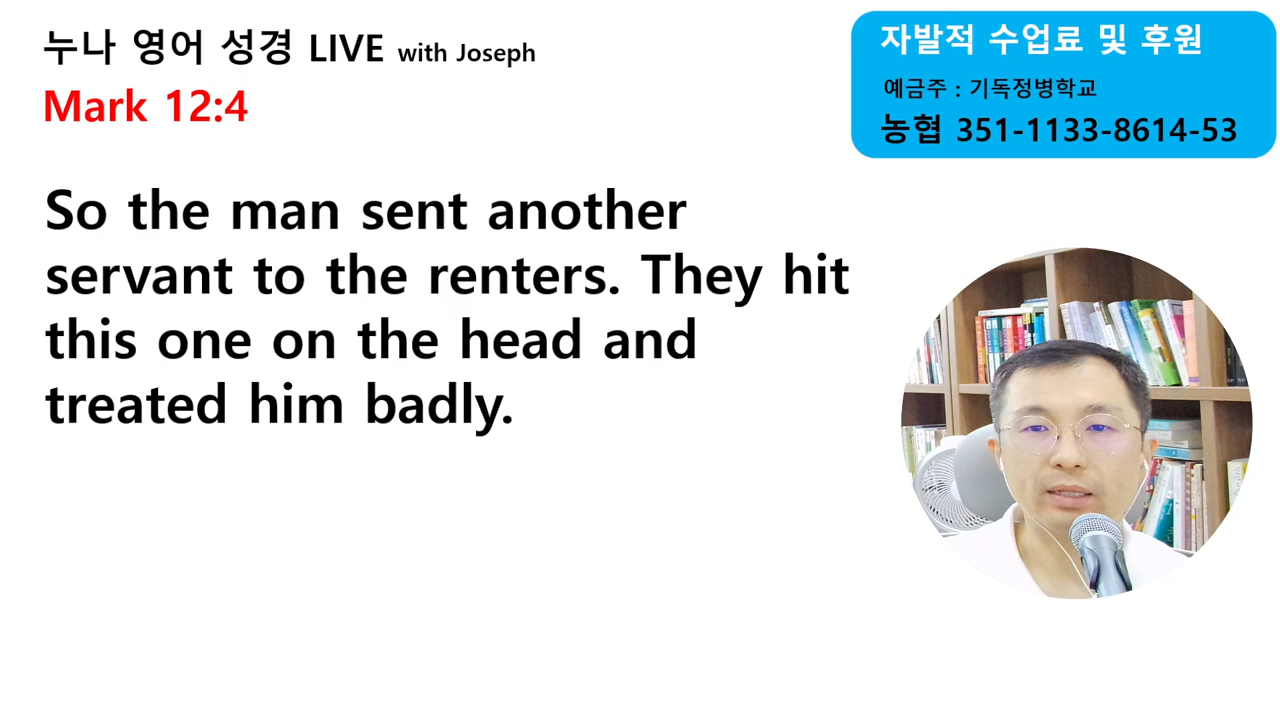 누나 영어 성경 LIVE with Joseph
Mark 12:4
자발적 수업료 및 후원
예금주 : 기독정병학교
농협 351-1133-8614-53
So the man sent another
servant to the renters. They hit
this one on the head and
treated him badly.